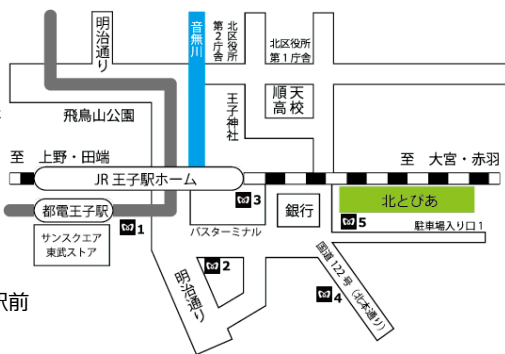 明治通り
音無川
北区役所
第2庁舎
北区役所
第1庁舎
飛鳥山公園
王子神社
順天
高校
至 上野・田端
至 大宮・赤羽
JR 王子駅ホーム
北とぴあ
都電王子駅
3
銀行
5
駐車場入り口1
1
バスターミナル
サンスクエア
東武ストア
2
明治通り
国道122号(北本通り)
4
駅前